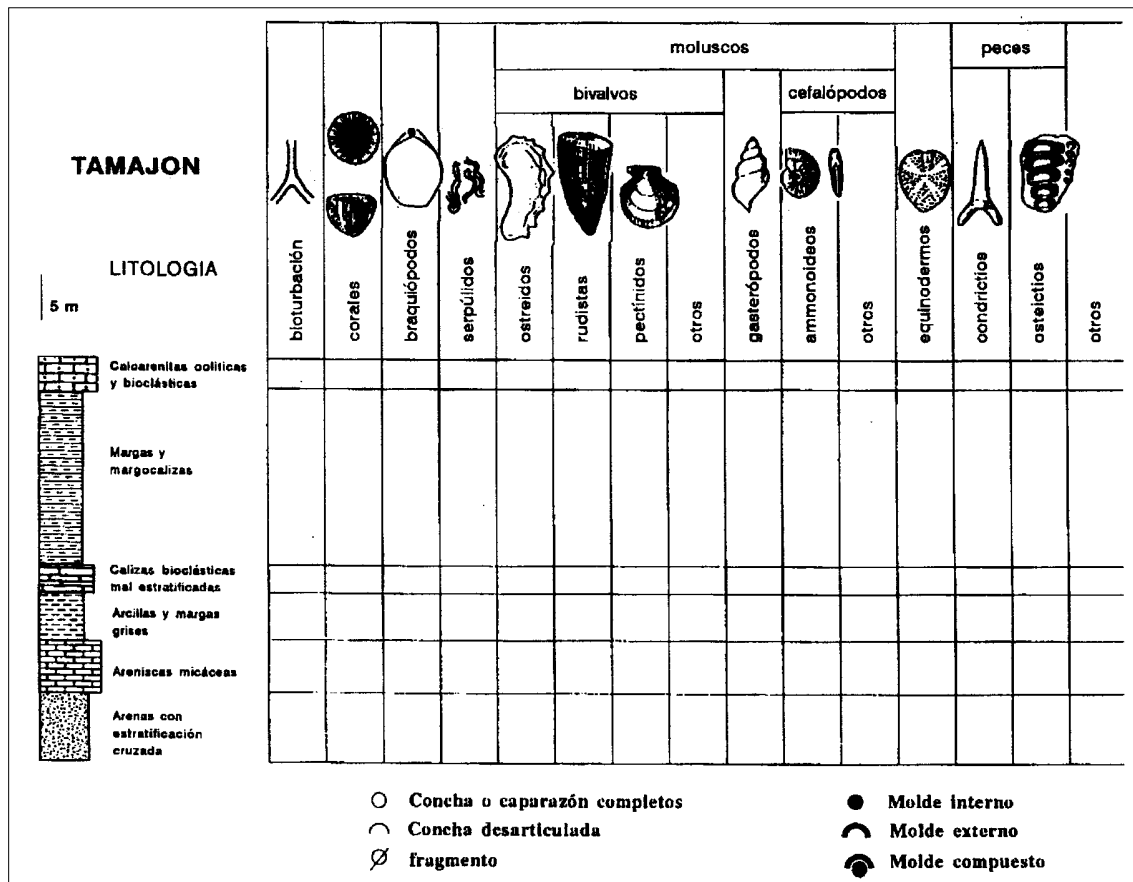 TAMAJON
LITOLOGIA
5 m
moluscos
peces
bivalvos
cefalópodos
bioturbación
corales
braquiópodos
serpúlidos
ostreidos
rudistas
pectínidos
otros
gasterópodos
ammonoideos
otros
equinodermos
condrictios
osteictios
otros
Calcarenitas oolíticas
y bioclásticas
Margas y
margocalizas
Calizas bioclásticas
mal estratificadas
Arcillas y margas
grises
Areniscas micáceas
Arenas con
estratificación
cruzada
Concha o caparazón completos
Concha desarticulada
fragmento
Molde interno
Molde externo
Molde compuesto